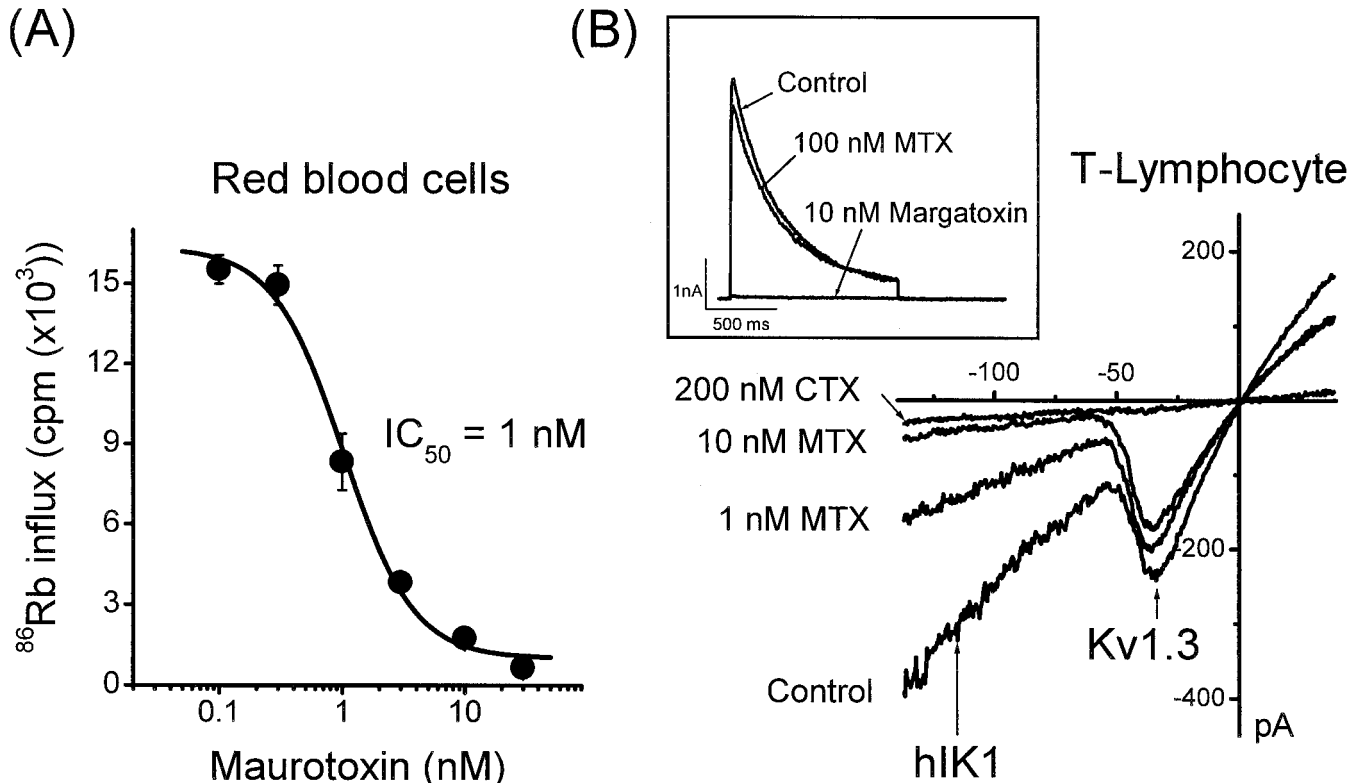 (A)
Red blood cells
⁸⁶Rb influx (cpm (x10³))
15
12
9
6
3
0
IC₅₀ = 1 nM
0.1
1
10
Maurotoxin (nM)
(B)
Control
100 nM MTX
10 nM Margatoxin
1nA
500 ms
T-Lymphocyte
200
-100
-50
200 nM CTX
10 nM MTX
1 nM MTX
Control
-200
Kv1.3
-400
pA
hIK1